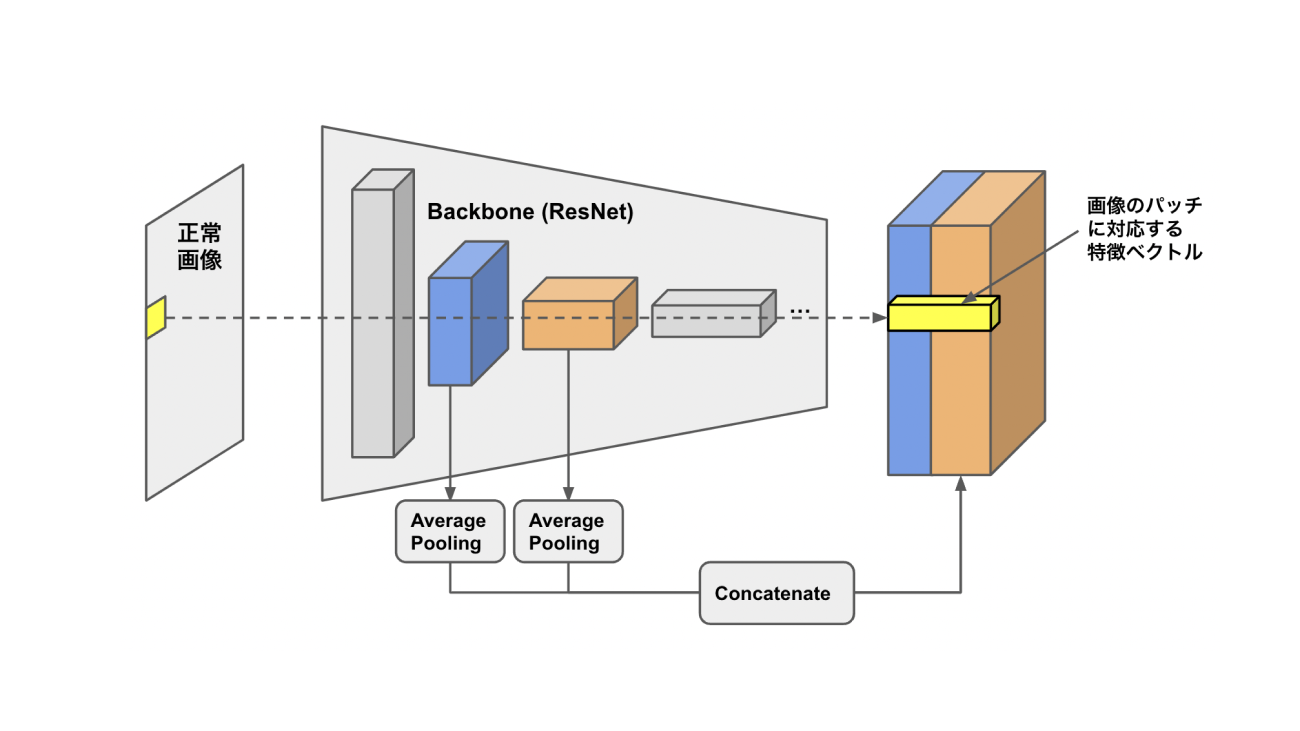 正常
画像
Backbone (ResNet)
...
画像のパッチ
に対応する
特徴ベクトル
Average
Pooling
Average
Pooling
Concatenate